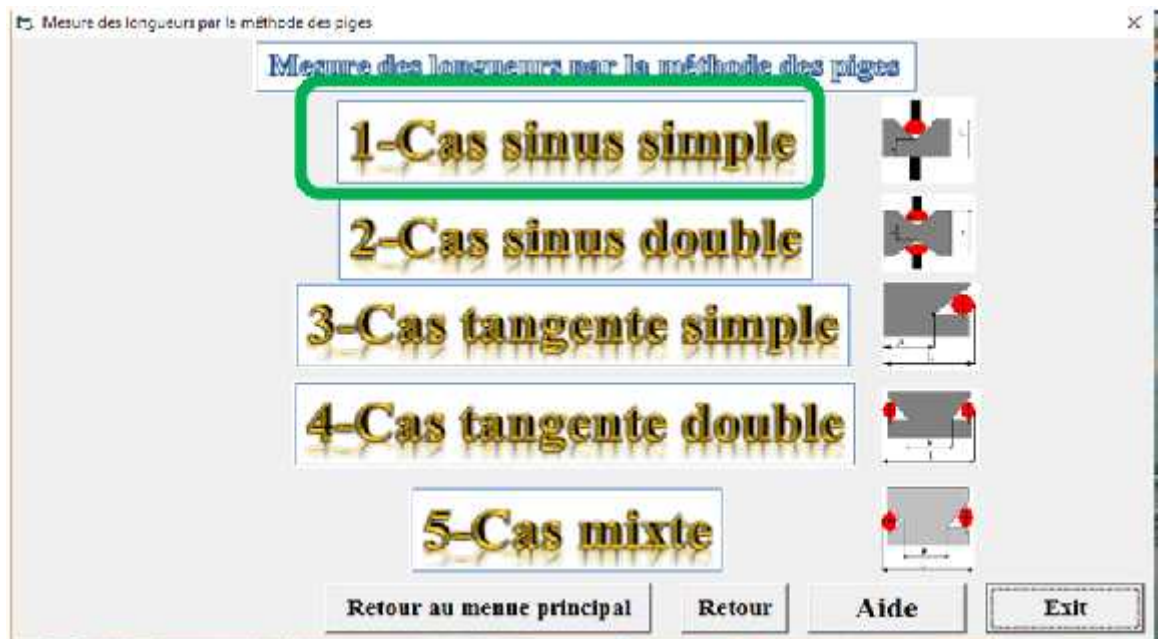 Mesure des longueurs par la méthode des piges
Mesure des longueurs par la méthode des piges
1-Cas sinus simple
2-Cas sinus double
3-Cas tangente simple
4-Cas tangente double
5-Cas mixte
Retour au menue principal
Retour
Aide
Exit